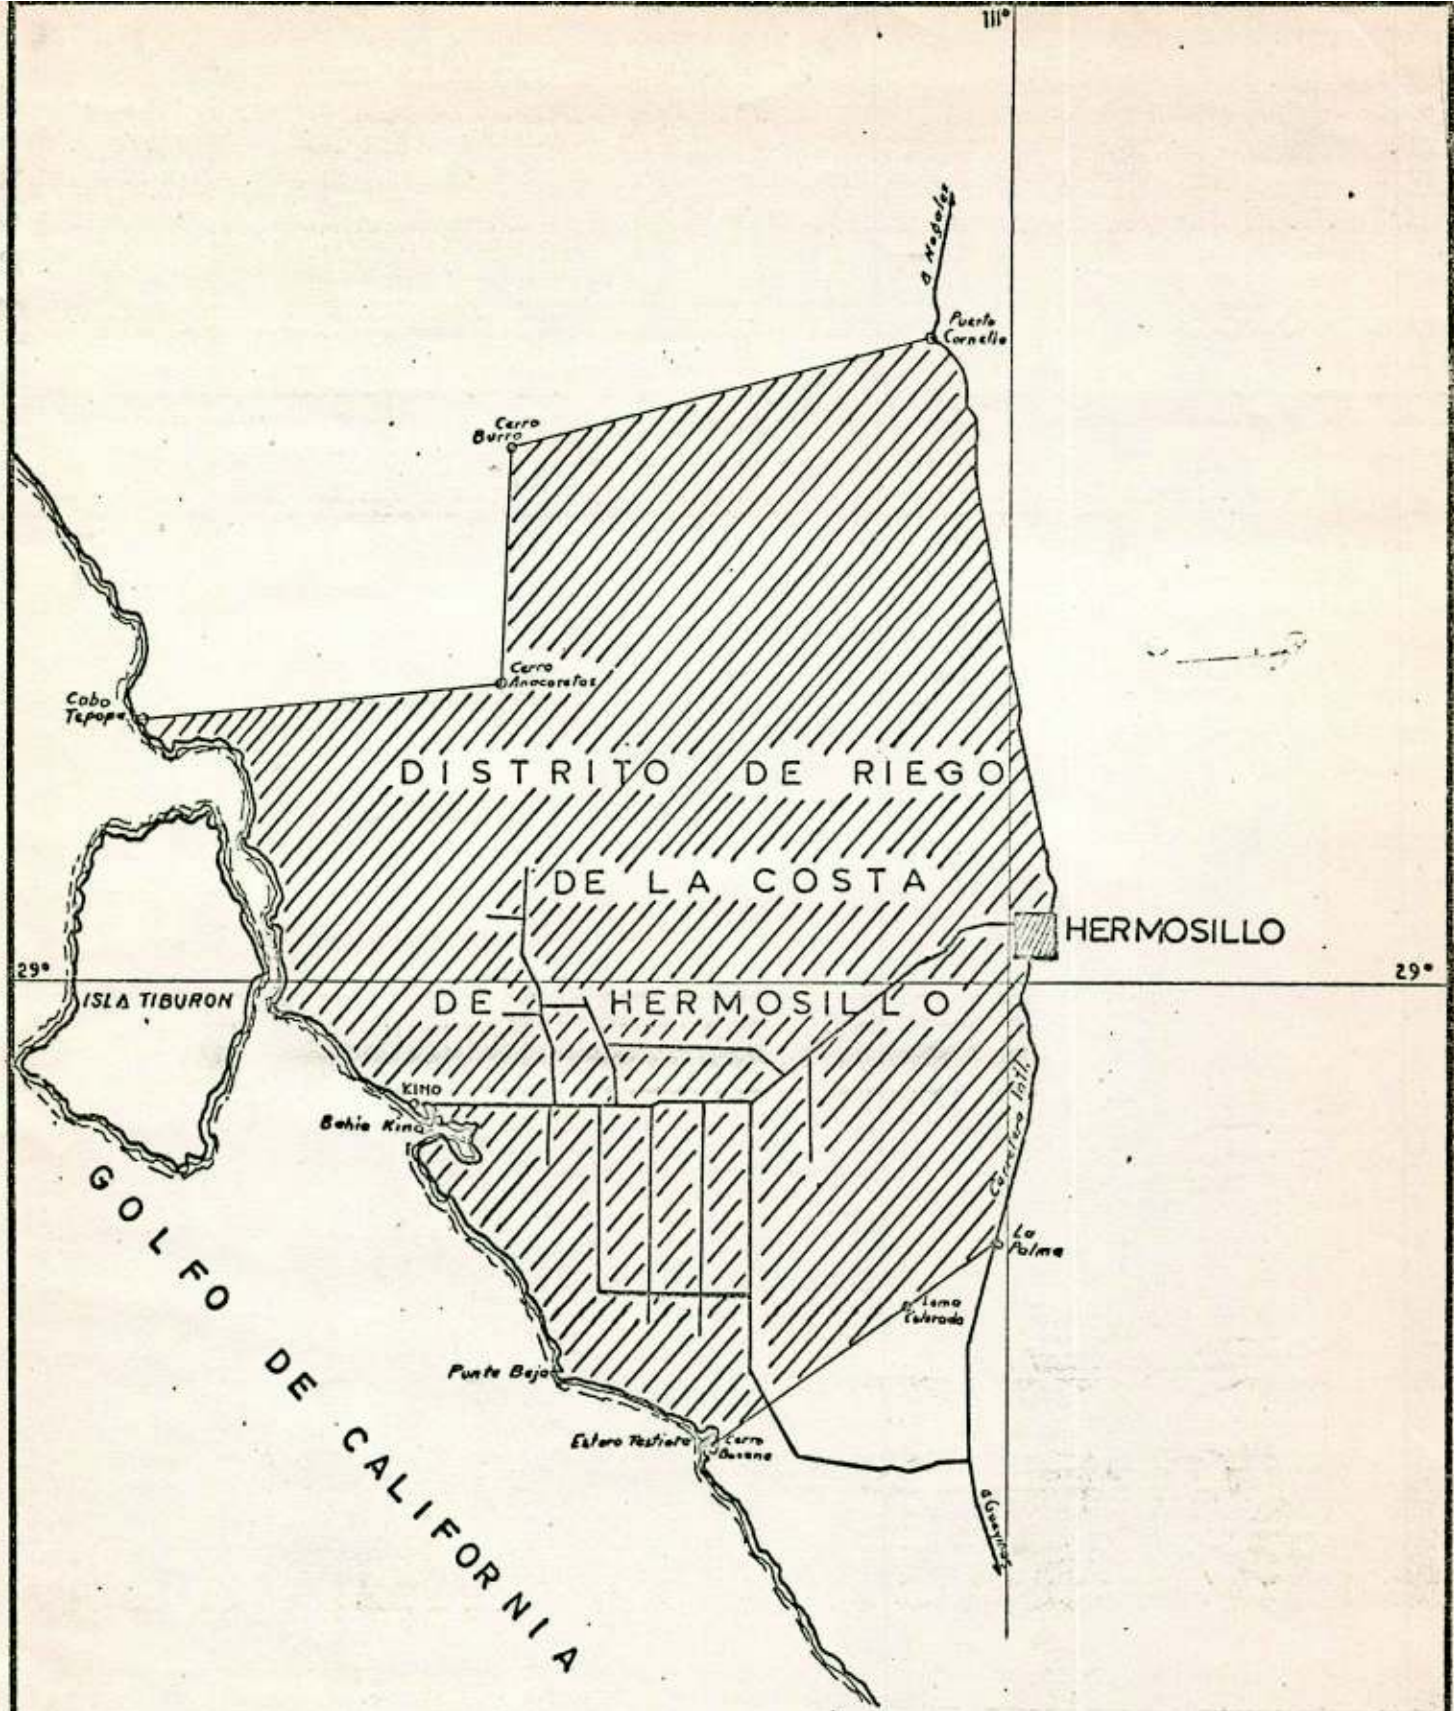 111°
a Nogales
Puerto
Carnello
Cerro
Burro
Cerro
Anacoretas
Cabo
Tepopa
DISTRITO DE RIEGO
DE LA COSTA
HERMOSILLO
29°
29°
ISLA TIBURON
DE HERMOSILLO
KINO
Bahia Kino
Carretera Intl.
La
Palma
Loma
Colorada
GOLFO DE CALIFORNIA
Punta Baja
Estero Tastiota
Cerro
a Guaymas